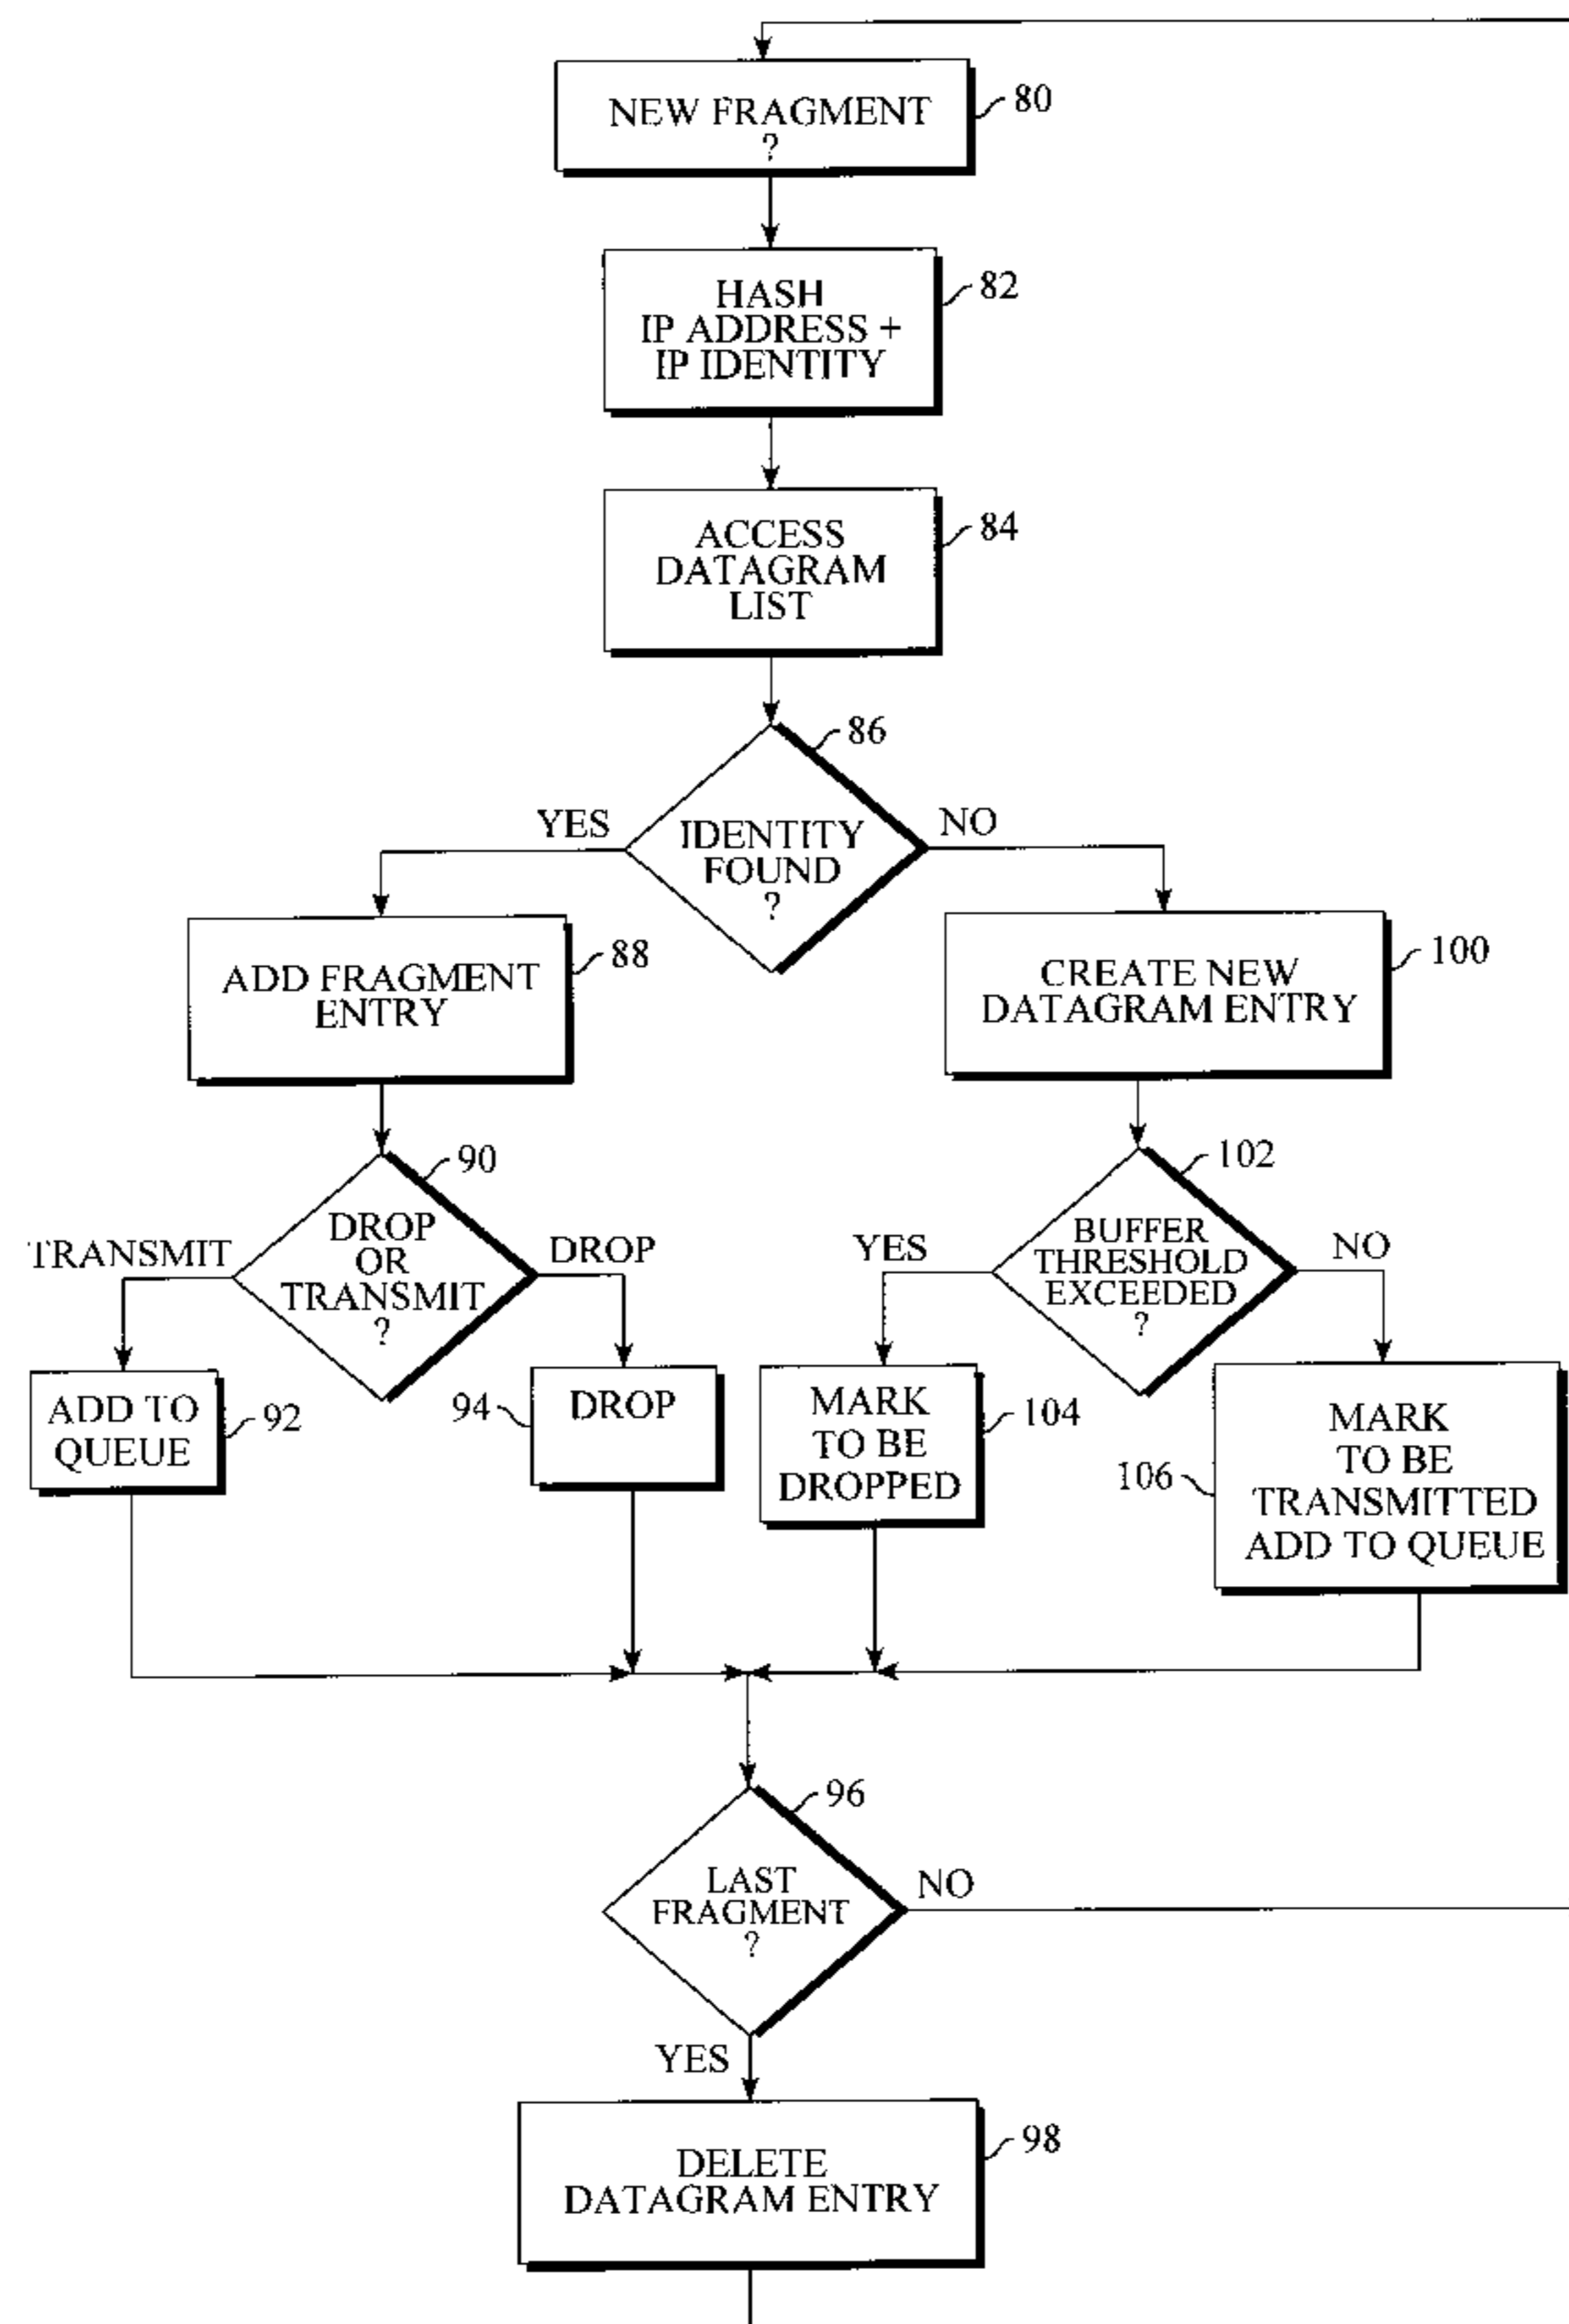 NEW FRAGMENT
?
80
HASH
IP ADDRESS +
IP IDENTITY
82
ACCESS
DATAGRAM
LIST
84
86
YES
NO
IDENTITY
FOUND
?
ADD FRAGMENT
ENTRY
88
CREATE NEW
DATAGRAM ENTRY
100
90
TRANSMIT
DROP
DROP
OR
TRANSMIT
?
102
YES
NO
BUFFER
THRESHOLD
EXCEEDED
?
ADD TO
QUEUE
92
94
DROP
MARK
TO BE
DROPPED
104
106
MARK
TO BE
TRANSMITTED
ADD TO QUEUE
96
LAST
FRAGMENT
?
NO
YES
DELETE
DATAGRAM ENTRY
98